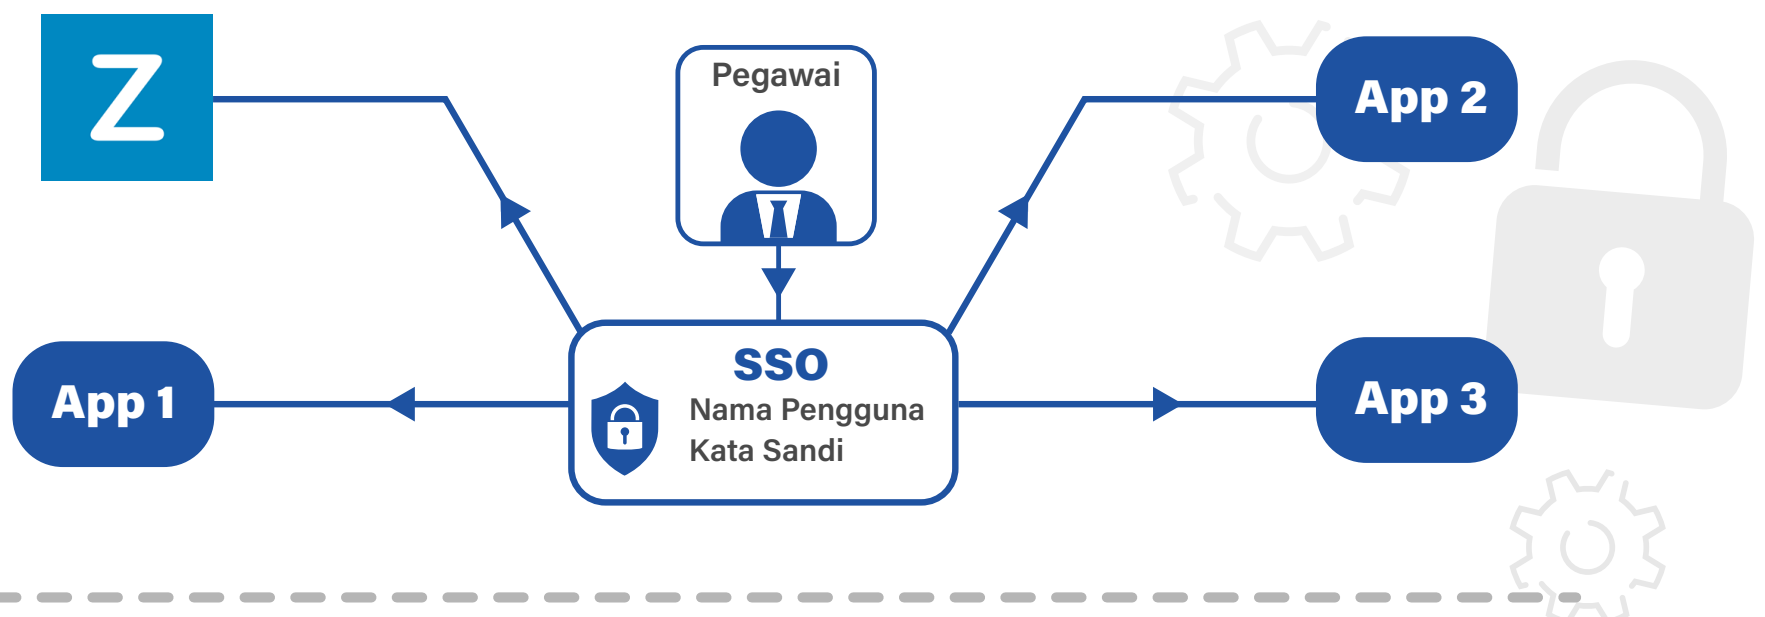 Z
Pegawai
App 2
App 1
SSO
Nama Pengguna
Kata Sandi
App 3